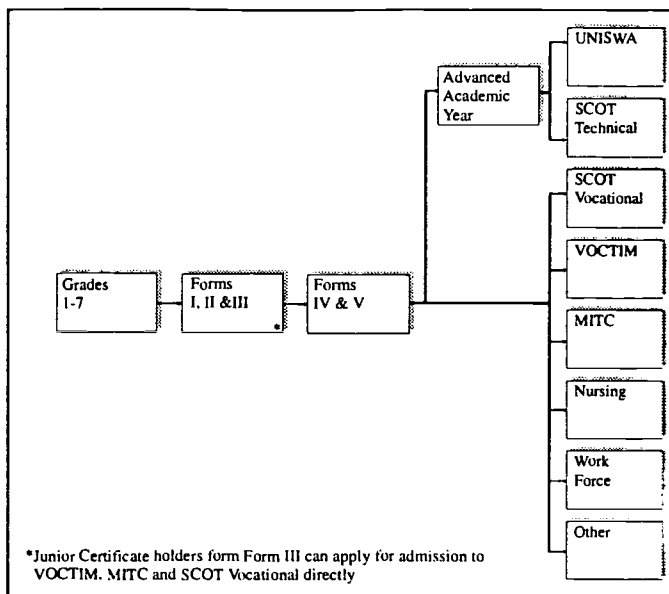 UNISWA
Advanced
Academic
Year
SCOT
Technical
SCOT
Vocational
VOCTIM
Grades
1-7
Forms
I, II &III
*
Forms
IV & V
MITC
Nursing
Work
Force
Other
*Junior Certificate holders form Form III can apply for admission to
VOCTIM, MITC and SCOT Vocational directly